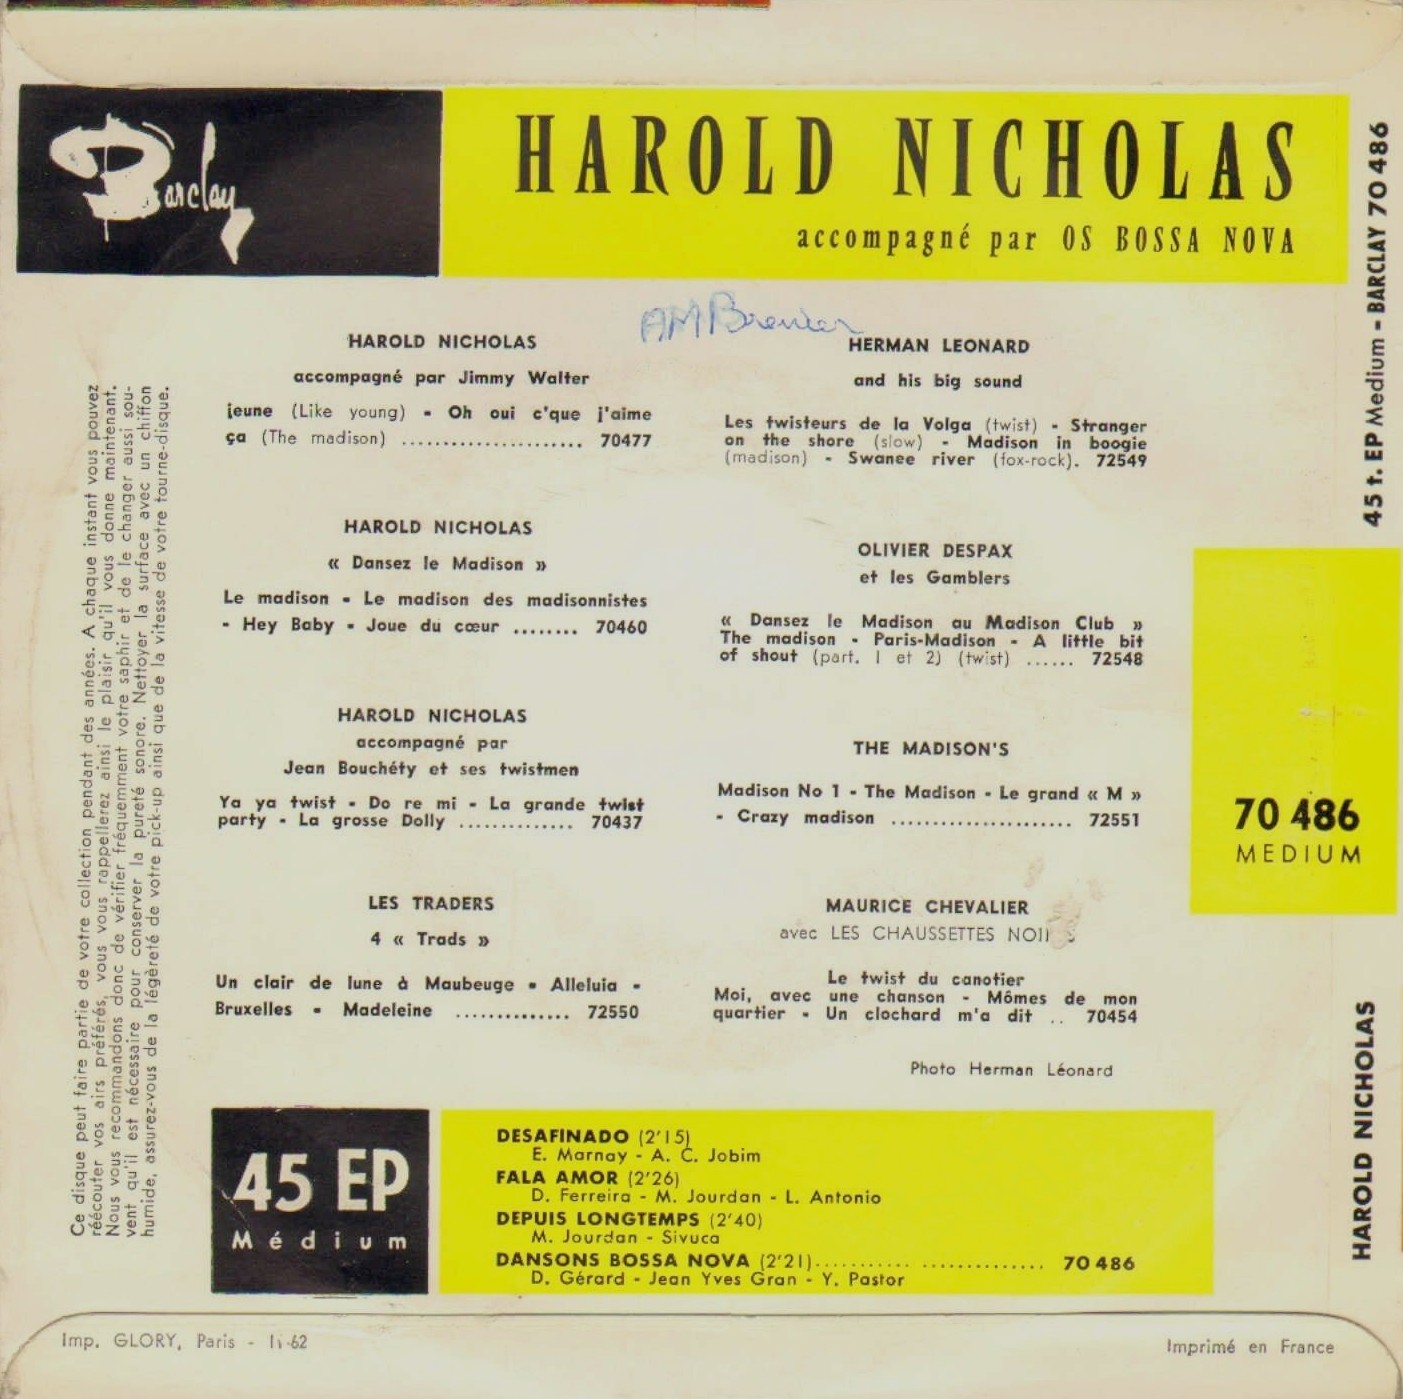 Barclay
HAROLD NICHOLAS
accompagné par OS BOSSA NOVA
45 t. EP Medium - BARCLAY 70 486
HAROLD NICHOLAS
accompagné par Jimmy Walter
jeune (Like young) - Oh oui c'que j'aime
ça (The madison) ...................... 70477
HAROLD NICHOLAS
« Dansez le Madison »
Le madison - Le madison des madisonnistes
- Hey Baby - Joue du cœur ........ 70460
HAROLD NICHOLAS
accompagné par
Jean Bouchéty et ses twistmen
Ya ya twist - Do re mi - La grande twist
party - La grosse Dolly .............. 70437
LES TRADERS
4 « Trads »
Un clair de lune à Maubeuge - Alleluia -
Bruxelles - Madeleine .............. 72550
HERMAN LEONARD
and his big sound
Les twisteurs de la Volga (twist) - Stranger
on the shore (slow) - Madison in boogie
(madison) - Swanee river (fox-rock). 72549
OLIVIER DESPAX
et les Gamblers
« Dansez le Madison au Madison Club »
The madison - Paris-Madison - A little bit
of shout (part. 1 et 2) (twist) ...... 72548
THE MADISON'S
Madison No 1 - The Madison - Le grand « M »
- Crazy madison ...................... 72551
MAURICE CHEVALIER
avec LES CHAUSSETTES
Le twist du canotier
Moi, avec une chanson - Mômes de mon
quartier - Un clochard m'a dit .. 70454
Photo Herman Léonard
Ce disque peut faire partie de votre collection pendant des années. A chaque instant vous pouvez
réécouter vos airs préférés, vous vous rappellerez ainsi le plaisir qu'il vous donne maintenant.
Nous vous recommandons donc de vérifier fréquemment votre saphir et de le changer aussi sou-
vent qu'il est nécessaire pour conserver la pureté sonore. Nettoyer la surface avec un chiffon
humide, assurez-vous de la légèreté de votre pick-up ainsi que de la vitesse de votre tourne-disque.
70 486
MEDIUM
HAROLD NICHOLAS
45 EP
Médium
DESAFINADO (2'15)
E. Marnay - A. C. Jobim
FALA AMOR (2'26)
D. Ferreira - M. Jourdan - L. Antonio
DEPUIS LONGTEMPS (2'40)
M. Jourdan - Sivuca
DANSONS BOSSA NOVA (2'21)........... .............. 70 486
D. Gérard - Jean Yves Gran - Y. Pastor
Imp. GLORY, Paris - 11-62
Imprimé en France